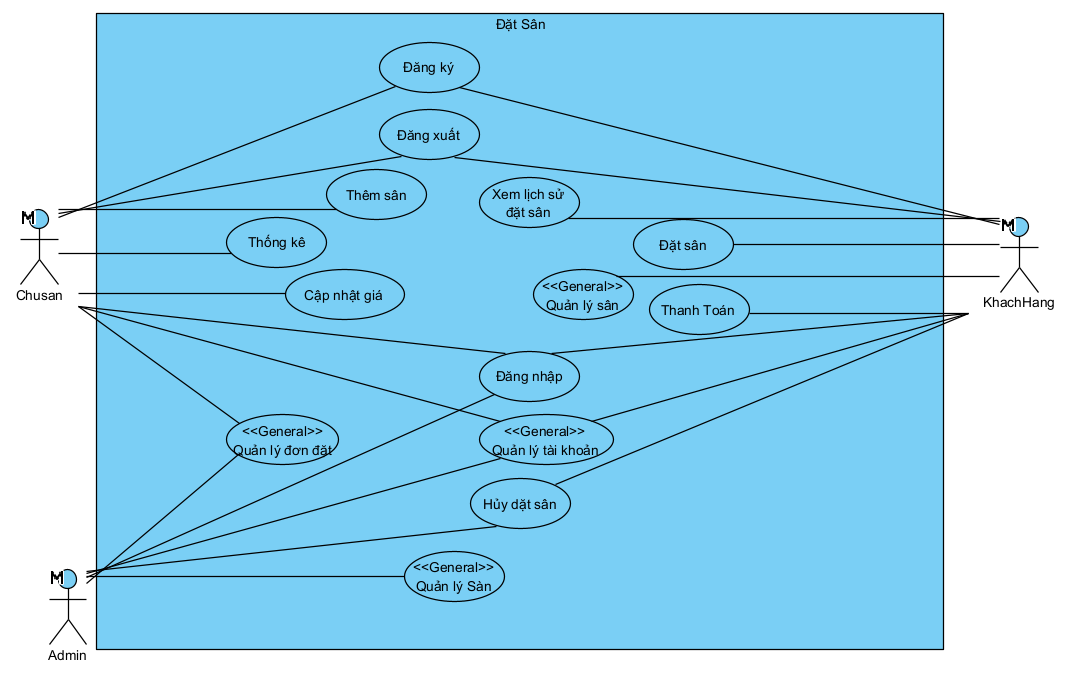 Đặt Sân
Đăng ký
Đăng xuất
Thêm sân
Xem lịch sử
đặt sân
M
M
Thống kê
Đặt sân
Chusan
Cập nhật giá
<<General>>
Quản lý sân
KhachHang
Thanh Toán
Đăng nhập
<<General>>
Quản lý đơn đặt
<<General>>
Quản lý tài khoản
Hủy dặt sân
M
<<General>>
Quản lý Sàn
Admin